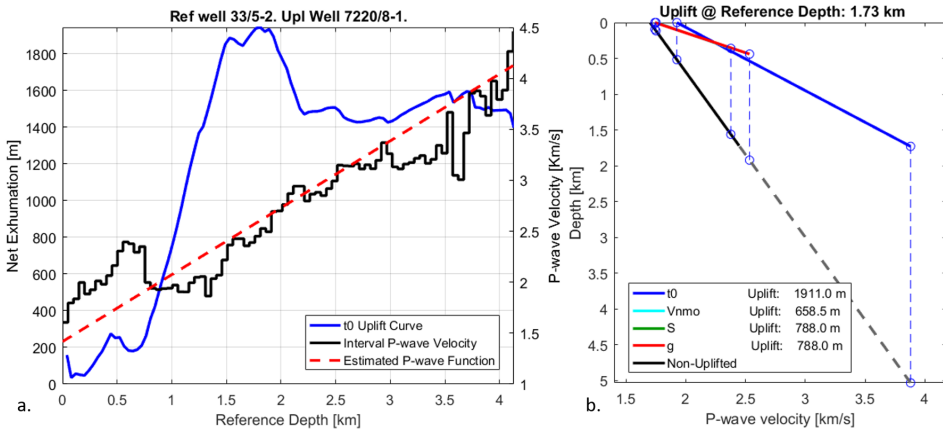 Ref well 33/5-2. Upl Well 7220/8-1.
Net Exhumation [m]
1800
1600
1400
1200
1000
800
600
400
200
0
0
0.5
1
1.5
2
2.5
3
3.5
4
Reference Depth [km]
4.5
4
3.5
3
2.5
2
1.5
1
P-wave Velocity [Km/s]
t0 Uplift Curve
Interval P-wave Velocity
Estimated P-wave Function
a.
Uplift @ Reference Depth: 1.73 km
Depth [km]
0
0.5
1
1.5
2
2.5
3
3.5
4
4.5
5
1.5
2
2.5
3
3.5
4
P-wave velocity [km/s]
t0 Uplift: 1911.0 m
Vnmo Uplift: 658.5 m
S Uplift: 788.0 m
g Uplift: 788.0 m
Non-Uplifted
b.